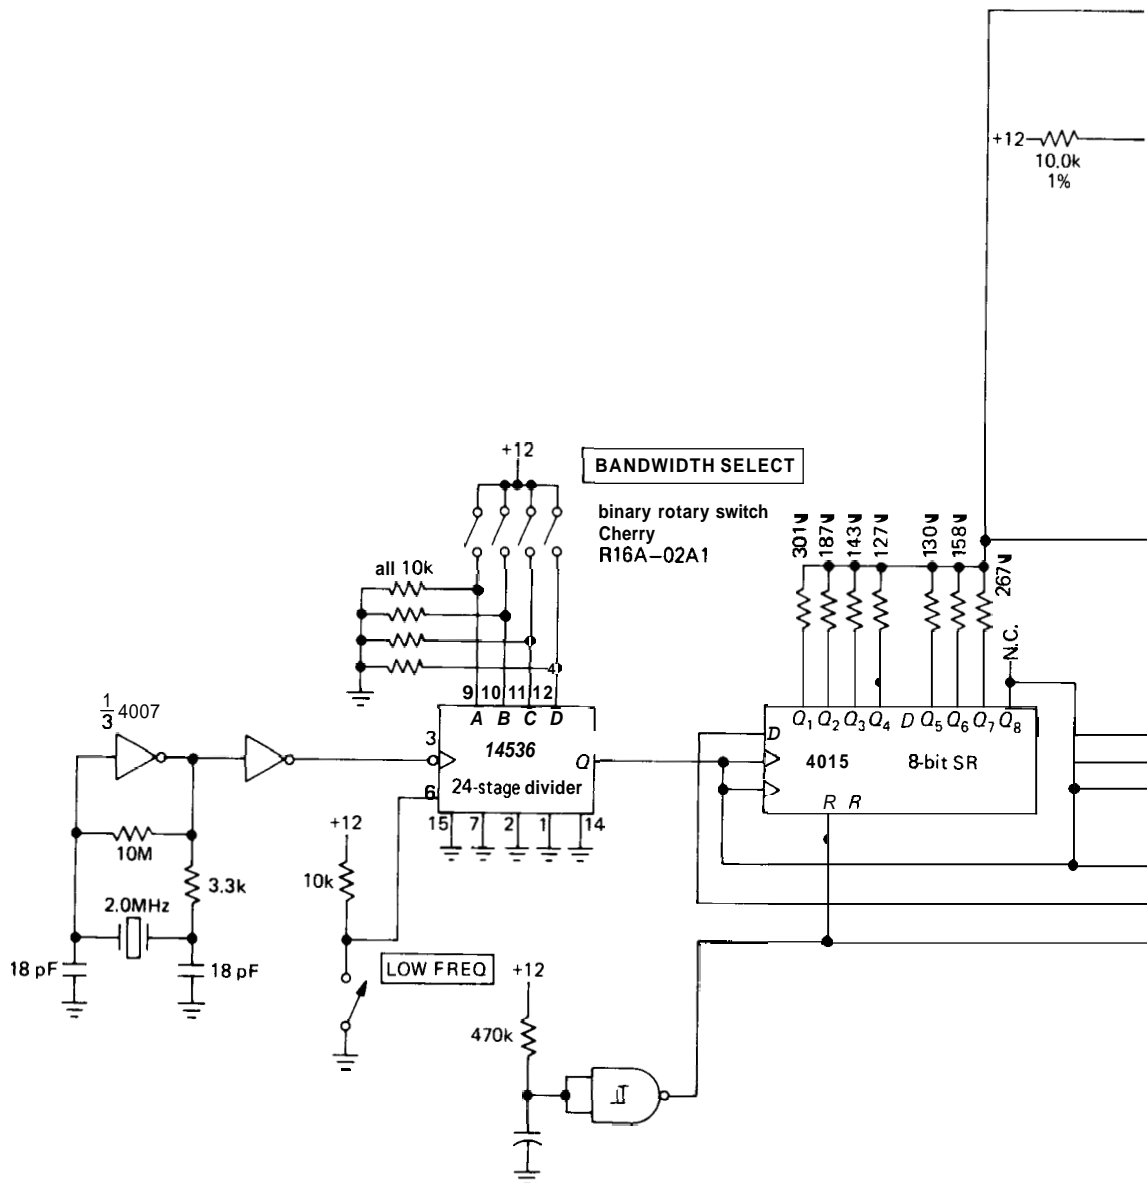 +12
10.0k
1%
+12
BANDWIDTH SELECT
binary rotary switch
Cherry
R16A-02A1
all 10k
301
187
143
127
130
158
267
N.C.
9 10 11 12
A B C D
1/3 4007
3
14536
Q
24-stage divider
6
15 7 2 1 14
Q1 Q2 Q3 Q4 D Q5 Q6 Q7 Q8
D
4015 8-bit SR
R R
10M
3.3k
2.0MHz
18 pF
18 pF
+12
10k
LOW FREQ
+12
470k